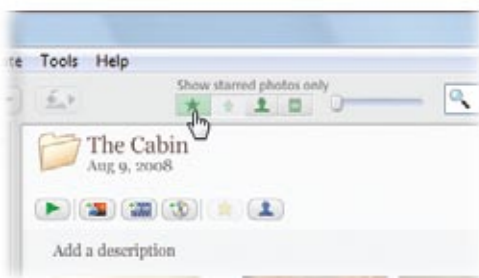 Tools Help
Show starred photos only
The Cabin
Aug 9, 2008
Add a description